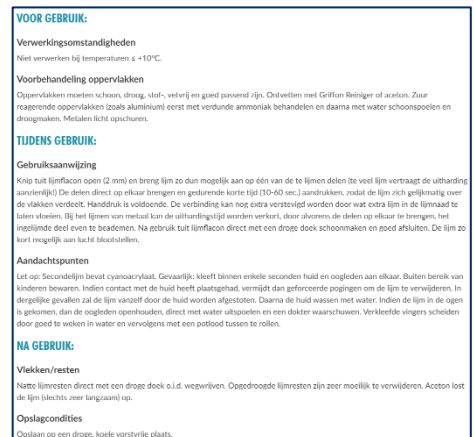 VOOR GEBRUIK:
Verwerkingsomstandigheden
Niet verwerken bij temperaturen ≤ +10°C.
Voorbehandeling oppervlakken
Oppervlakken moeten schoon, droog, stof-, vetvrij en goed passend zijn. Ontvetten met Griffon Reiniger of aceton. Zuur
reagerende oppervlakken (zoals aluminium) eerst met verdunde ammoniak behandelen en daarna met water schoonspoelen en
droogmaken. Metalen licht opschuren.
TIJDENS GEBRUIK:
Gebruiksaanwijzing
Knip tuit lijmflacon open (2 mm) en breng lijm zo dun mogelijk aan op één van de te lijmen delen (te veel lijm vertraagt de uitharding
aanzienlijk!) De delen direct op elkaar brengen en gedurende korte tijd (10-60 sec.) aandrukken, zodat de lijm zich gelijkmatig over
de vlakken verdeelt. Handdruk is voldoende. De verbinding kan nog extra verstevigd worden door wat extra lijm in de lijmnaad te
laten vloeien. Bij het lijmen van metaal kan de uithardingstijd worden verkort, door alvorens de delen op elkaar te brengen, het
ingelijmde deel even te beademen. Na gebruik tuit lijmflacon direct met een droge doek schoonmaken en goed afsluiten. De lijm zo
kort mogelijk aan lucht blootstellen.
Aandachtspunten
Let op: Secondelijm bevat cyanoacrylaat. Gevaarlijk: kleeft binnen enkele seconden huid en oogleden aan elkaar. Buiten bereik van
kinderen bewaren. Indien contact met de huid heeft plaatsgehad, vermijdt dan geforceerde pogingen om de lijm te verwijderen. In
dergelijke gevallen zal de lijm vanzelf door de huid worden afgestoten. Daarna de huid wassen met water. Indien de lijm in de ogen
is gekomen, dan de oogleden openhouden, direct met water uitspoelen en een dokter waarschuwen. Verkleefde vingers scheiden
door goed te weken in water en vervolgens met een potlood tussen te rollen.
NA GEBRUIK:
Vlekken/resten
Natte lijmresten direct met een droge doek o.i.d. wegwrijven. Opgedroogde lijmresten zijn zeer moeilijk te verwijderen. Aceton lost
de lijm (slechts zeer langzaam) op.
Opslagcondities
Opslaan op een droge, koele vorstvrije plaats.